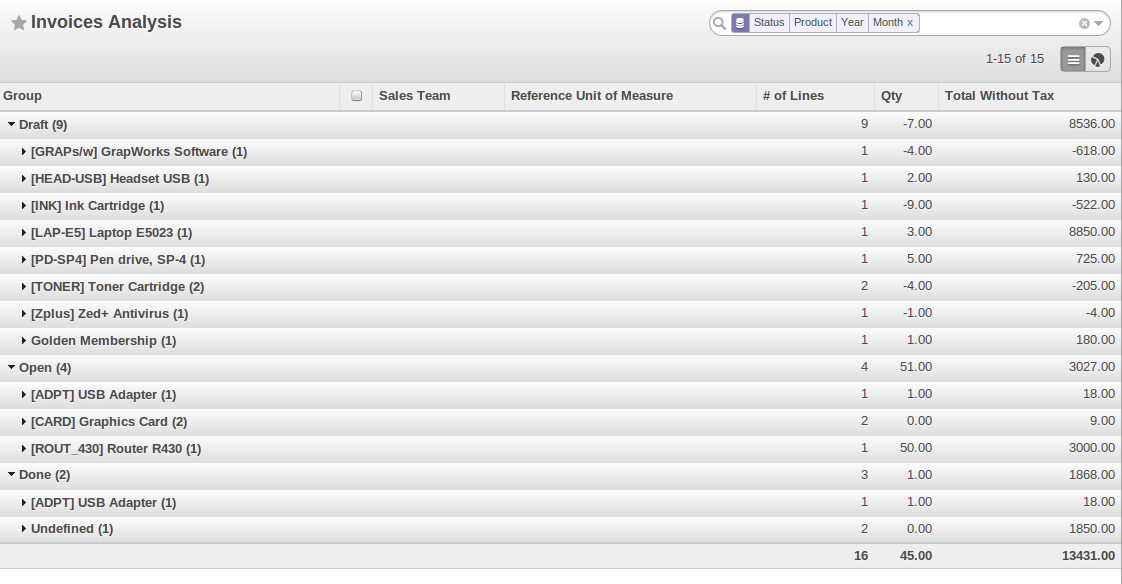 Invoices Analysis
Status Product Year Month x
1-15 of 15
Group Sales Team Reference Unit of Measure # of Lines Qty Total Without Tax
Draft (9) 9 -7.00 8536.00
[GRAPs/w] GrapWorks Software (1) 1 -4.00 -618.00
[HEAD-USB] Headset USB (1) 1 2.00 130.00
[INK] Ink Cartridge (1) 1 -9.00 -522.00
[LAP-E5] Laptop E5023 (1) 1 3.00 8850.00
[PD-SP4] Pen drive, SP-4 (1) 1 5.00 725.00
[TONER] Toner Cartridge (2) 2 -4.00 -205.00
[Zplus] Zed+ Antivirus (1) 1 -1.00 -4.00
Golden Membership (1) 1 1.00 180.00
Open (4) 4 51.00 3027.00
[ADPT] USB Adapter (1) 1 1.00 18.00
[CARD] Graphics Card (2) 2 0.00 9.00
[ROUT_430] Router R430 (1) 1 50.00 3000.00
Done (2) 3 1.00 1868.00
[ADPT] USB Adapter (1) 1 1.00 18.00
Undefined (1) 2 0.00 1850.00
16 45.00 13431.00